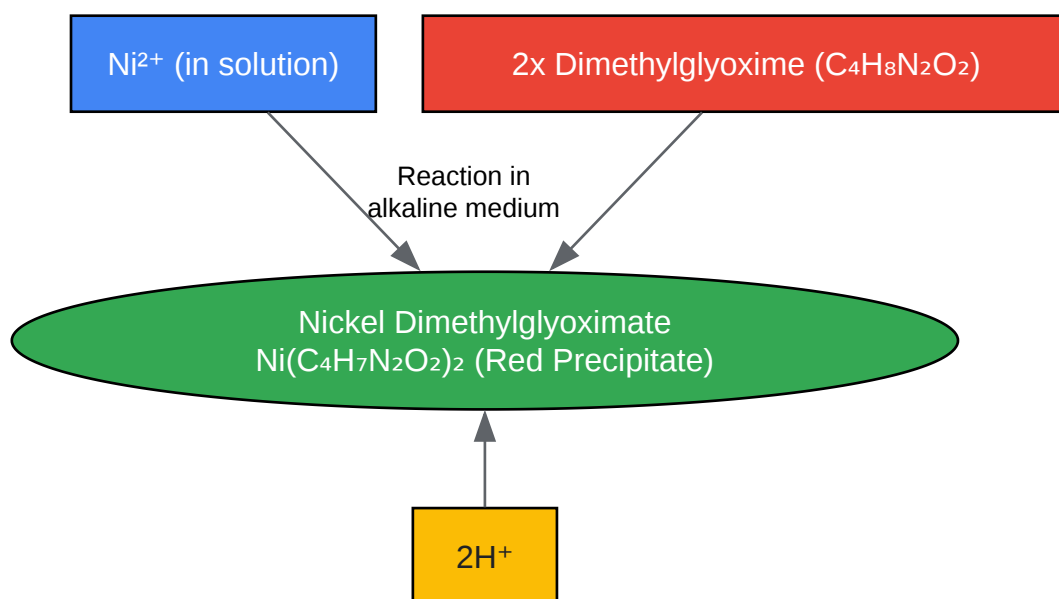 Ni²⁺ (in solution)
2x Dimethylglyoxime (C₄H₈N₂O₂)
Reaction in
alkaline medium
Nickel Dimethylglyoximate
Ni(C₄H₇N₂O₂)₂ (Red Precipitate)
2H⁺